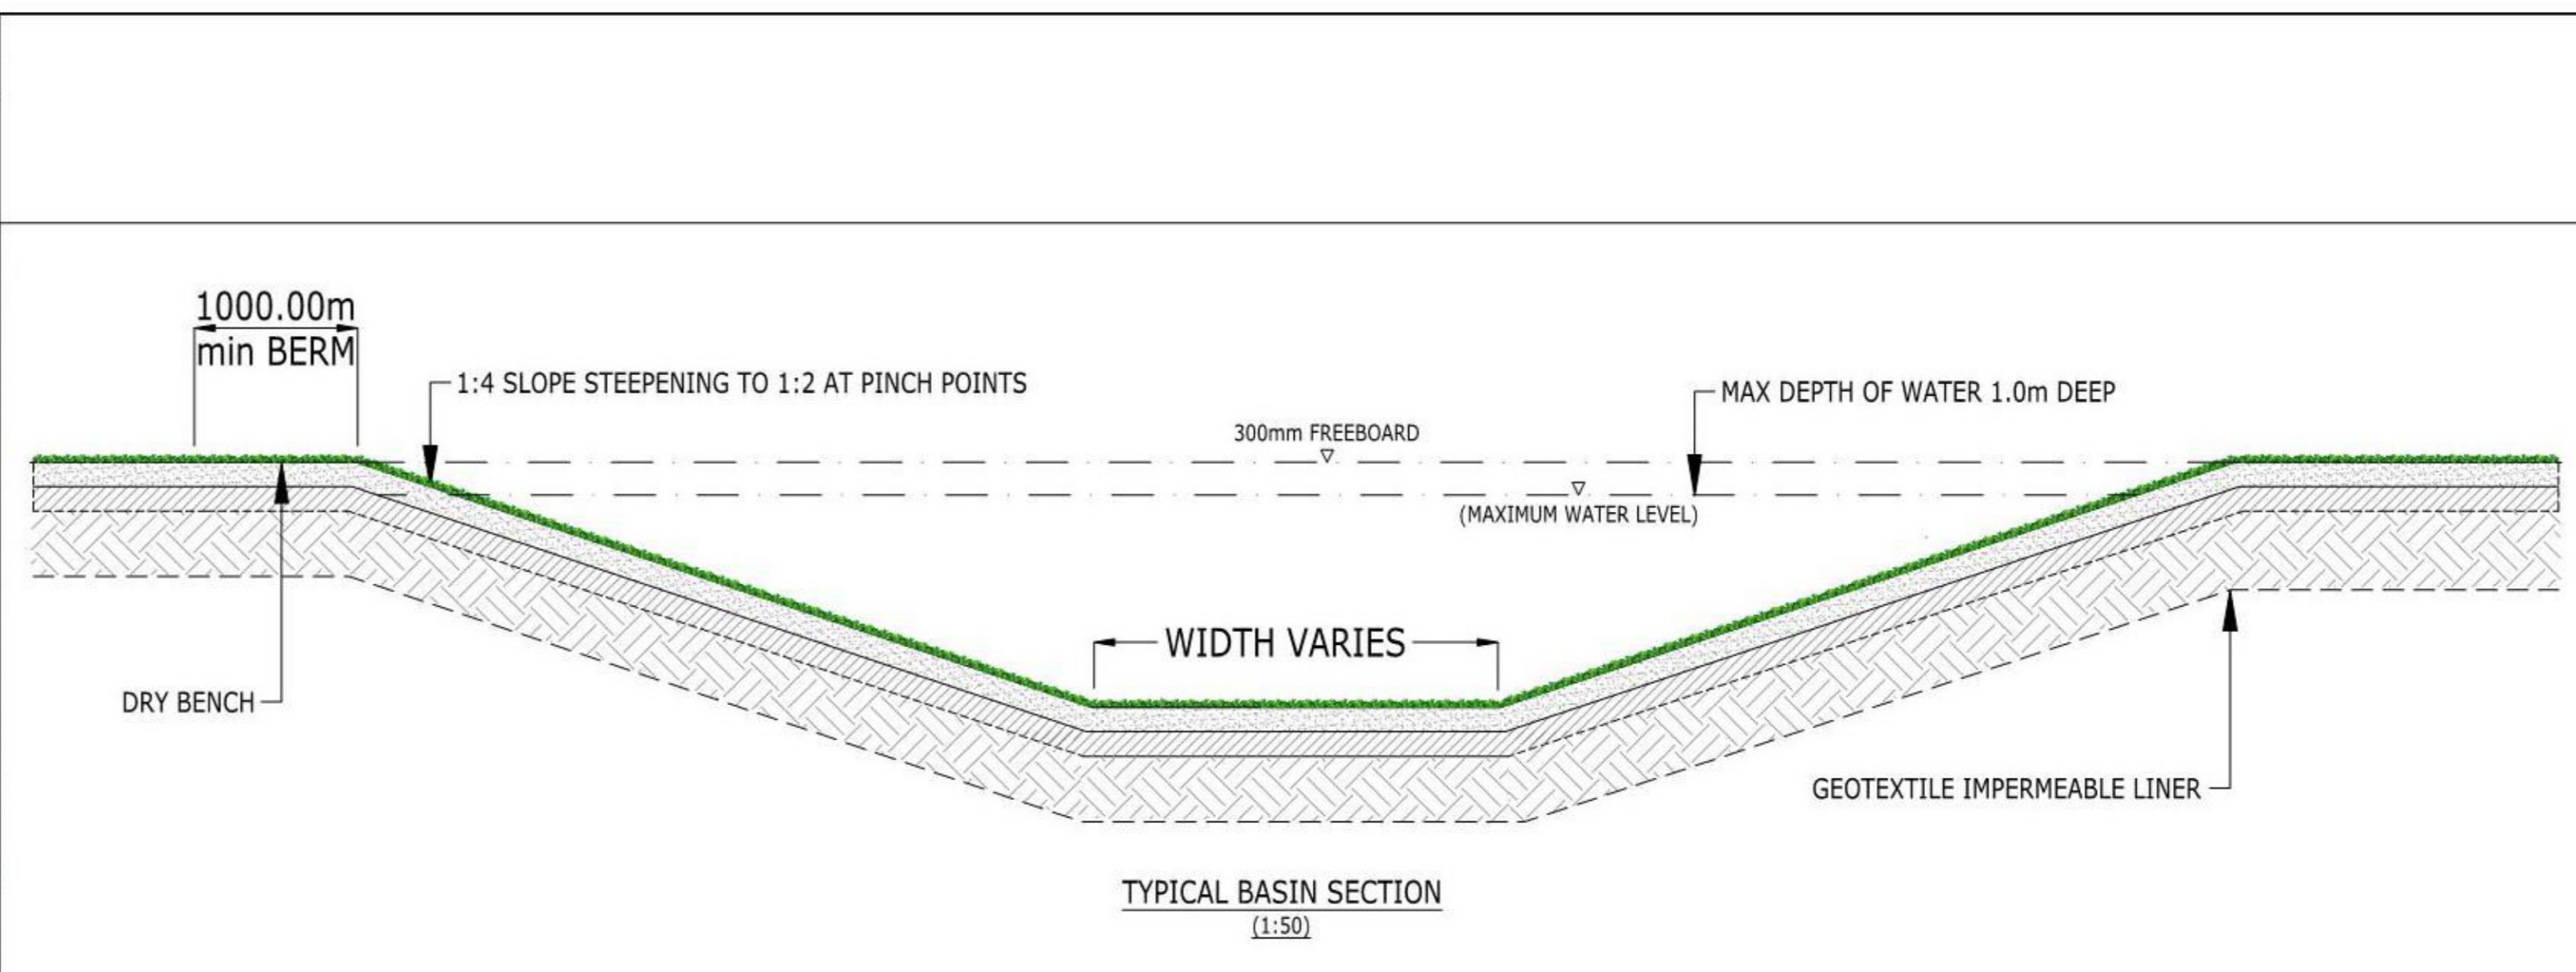 1000.00m
min BERM
1:4 SLOPE STEEPENING TO 1:2 AT PINCH POINTS
MAX DEPTH OF WATER 1.0m DEEP
300mm FREEBOARD
(MAXIMUM WATER LEVEL)
WIDTH VARIES
DRY BENCH
GEOTEXTILE IMPERMEABLE LINER
TYPICAL BASIN SECTION
(1:50)